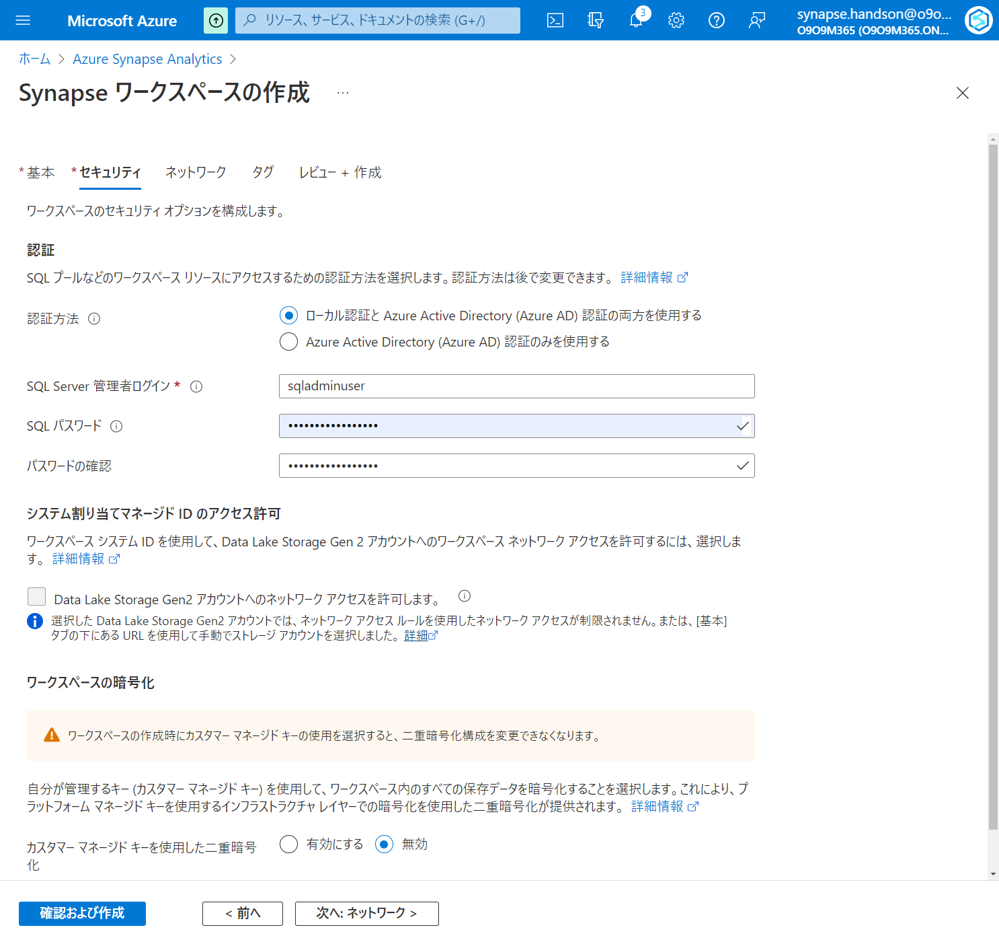 Microsoft Azure
リソース、サービス、ドキュメントの検索 (G+/)
3
synapse.handson@o9o...
O9O9M365 (O9O9M365.ON...
ホーム > Azure Synapse Analytics >
Synapse ワークスペースの作成 ...
* 基本 * セキュリティ ネットワーク タグ レビュー + 作成
ワークスペースのセキュリティ オプションを構成します。
認証
SQL プールなどのワークスペース リソースにアクセスするための認証方法を選択します。認証方法は後で変更できます。 詳細情報
認証方法
ローカル認証と Azure Active Directory (Azure AD) 認証の両方を使用する
Azure Active Directory (Azure AD) 認証のみを使用する
SQL Server 管理者ログイン *
sqladminuser
SQL パスワード
•••••••••••••••••
パスワードの確認
•••••••••••••••••
システム割り当てマネージド ID のアクセス許可
ワークスペース システム ID を使用して、Data Lake Storage Gen 2 アカウントへのワークスペース ネットワーク アクセスを許可するには、選択しま
す。 詳細情報
Data Lake Storage Gen2 アカウントへのネットワーク アクセスを許可します。
選択した Data Lake Storage Gen2 アカウントでは、ネットワーク アクセス ルールを使用したネットワーク アクセスが制限されません。または、[基本]
タブの下にある URL を使用して手動でストレージ アカウントを選択しました。 詳細
ワークスペースの暗号化
ワークスペースの作成時にカスタマー マネージド キーの使用を選択すると、二重暗号化構成を変更できなくなります。
自分が管理するキー (カスタマー マネージド キー) を使用して、ワークスペース内のすべての保存データを暗号化することを選択します。これにより、プ
ラットフォーム マネージド キーを使用するインフラストラクチャ レイヤーでの暗号化を使用した二重暗号化が提供されます。 詳細情報
カスタマー マネージド キーを使用した二重暗号
化
有効にする 無効
確認および作成 < 前へ 次へ: ネットワーク >